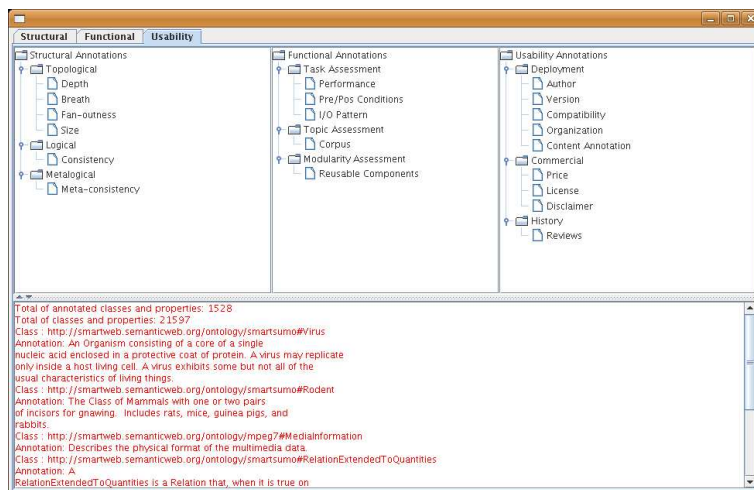 Structural
Functional
Usability
Structural Annotations
Topological
Depth
Breath
Fan-outness
Size
Logical
Consistency
Metalogical
Meta-consistency
Functional Annotations
Task Assessment
Performance
Pre/Pos Conditions
I/O Pattern
Topic Assessment
Corpus
Modularity Assessment
Reusable Components
Usability Annotations
Deployment
Author
Version
Compatibility
Organization
Content Annotation
Commercial
Price
License
Disclaimer
History
Reviews
Total of annotated classes and properties: 1528
Total of classes and properties: 21597
Class : http://smartweb.semanticweb.org/ontology/smartsumo#Virus
Annotation: An Organism consisting of a core of a single
nucleic acid enclosed in a protective coat of protein. A virus may replicate
only inside a host living cell. A virus exhibits some but not all of the
usual characteristics of living things.
Class : http://smartweb.semanticweb.org/ontology/smartsumo#Rodent
Annotation: The Class of Mammals with one or two pairs
of incisors for gnawing. Includes rats, mice, guinea pigs, and
rabbits.
Class : http://smartweb.semanticweb.org/ontology/mpeg7#MediaInformation
Annotation: Describes the physical format of the multimedia data.
Class : http://smartweb.semanticweb.org/ontology/smartsumo#RelationExtendedToQuantities
Annotation: A
RelationExtendedToQuantities is a Relation that, when it is true on